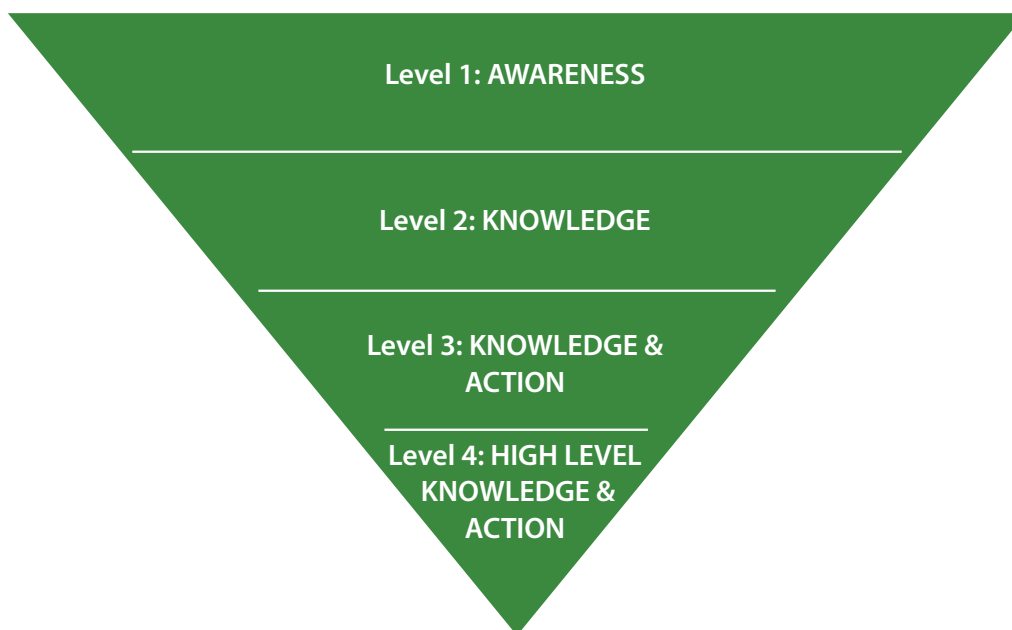 Level 1: AWARENESS
Level 2: KNOWLEDGE
Level 3: KNOWLEDGE &
ACTION
Level 4: HIGH LEVEL
KNOWLEDGE &
ACTION